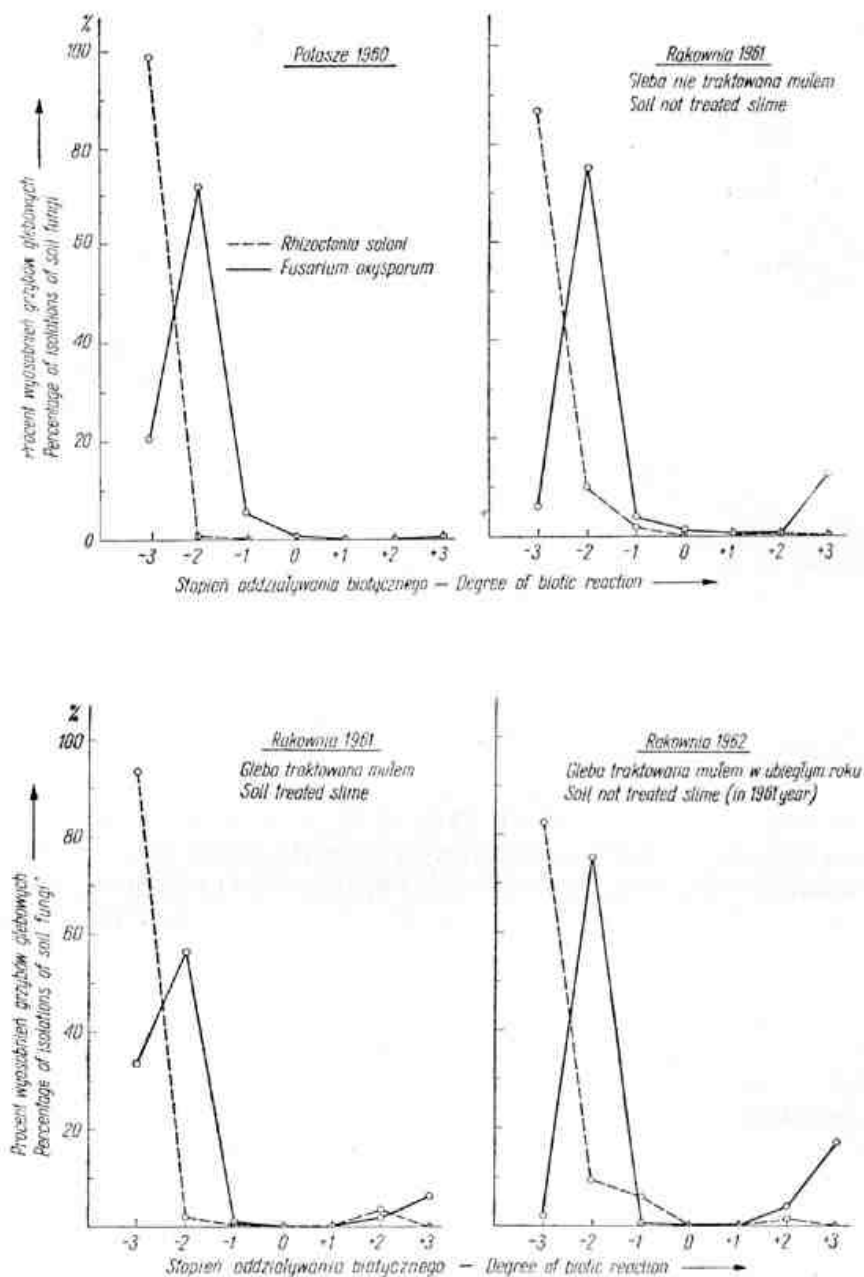 %
100
80
60
40
20
0
Procent wyosobnień grzybów glebowych
Percentage of isolations of soil fungi
Potasze 1960
Rhizoctonia solani
Fusarium oxysporum
-3 -2 -1 0 +1 +2 +3
Rakownia 1961
Gleba nie traktowana mułem
Soil not treated slime
-3 -2 -1 0 +1 +2 +3
Stopień oddziaływania biotycznego — Degree of biotic reaction
%
100
80
60
40
20
Procent wyosobnień grzybów glebowych
Percentage of isolations of soil fungi
Rakownia 1961
Gleba traktowana mułem
Soil treated slime
-3 -2 -1 0 +1 +2 +3
Rakownia 1962
Gleba traktowana mułem w ubiegłym roku
Soil not treated slime (in 1961 year)
-3 -2 -1 0 +1 +2 +3
Stopień oddziaływania biotycznego — Degree of biotic reaction